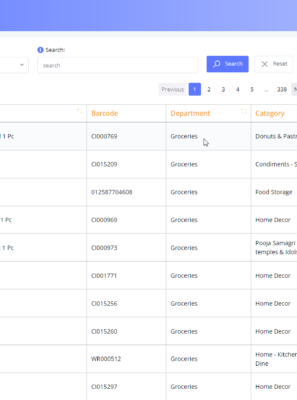 Search:
search
Search
Reset
Previous 1 2 3 4 5 ... 338
Barcode Department Category
1 Pc CI000769 Groceries Donuts & Past
CI015209 Groceries Condiments - S
012587704608 Groceries Food Storage
1 Pc CI000969 Groceries Home Decor
1 Pc CI000973 Groceries Pooja Samagri
temples & Idols
CI001771 Groceries Home Decor
CI015256 Groceries Home Decor
CI015260 Groceries Home Decor
WR000512 Groceries Home - Kitchen
Dine
CI015297 Groceries Home Decor